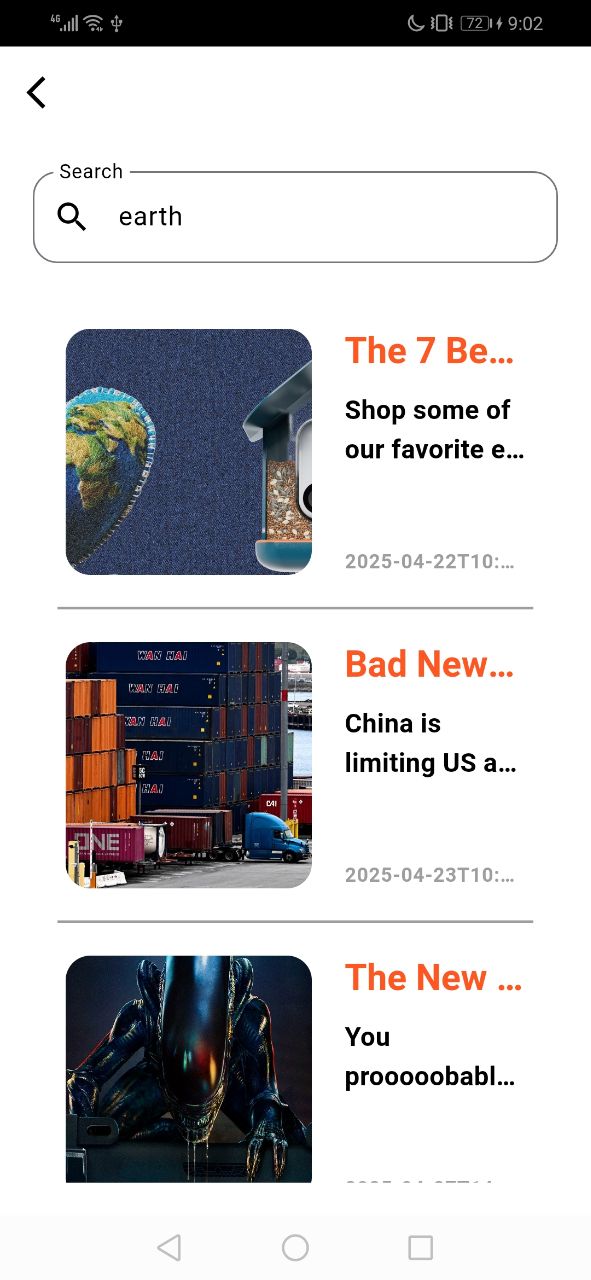 4G
72
9:02
Search
earth
The 7 Be...
Shop some of
our favorite e...
2025-04-22T10:...
WAN HAI
WAN HAI
WAN HAI
HAI
HAI
CAI
ONE
Bad New...
China is
limiting US a...
2025-04-23T10:...
The New ...
You
prooooobabl...